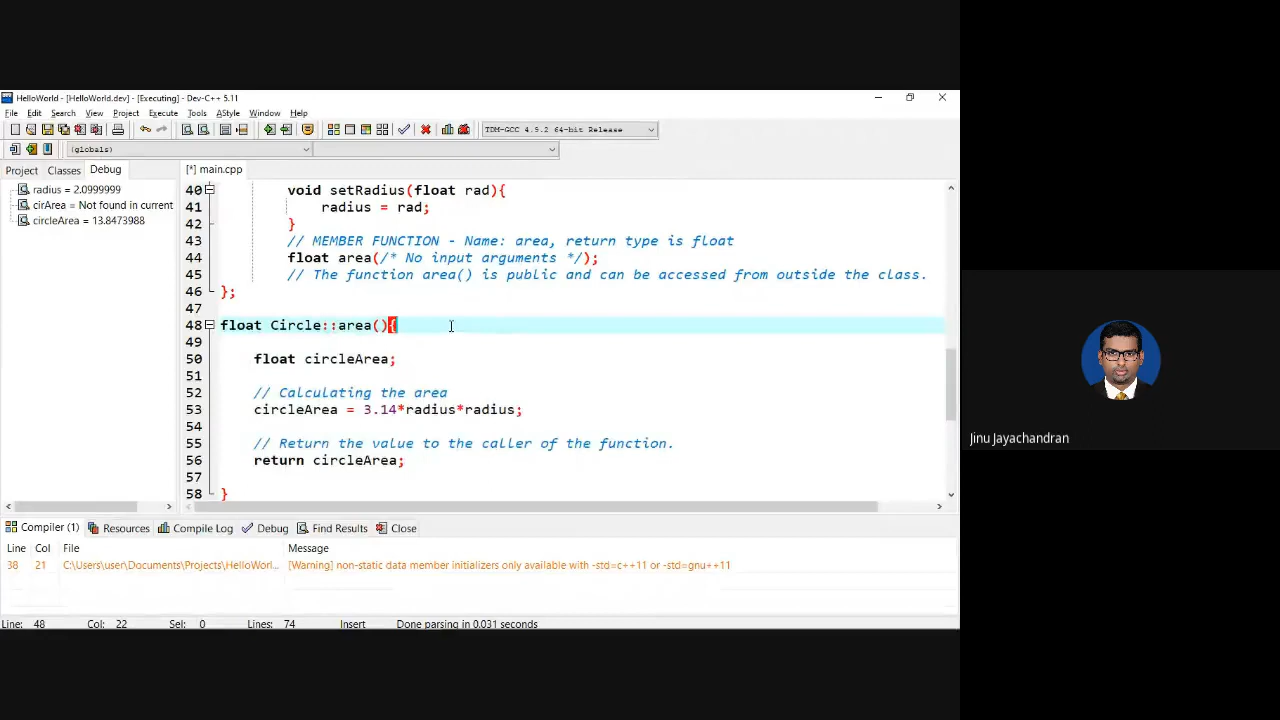 HelloWorld - [HelloWorld.dev] - [Executing] - Dev-C++ 5.11
File Edit Search View Project Execute Tools AStyle Window Help
TDM-GCC 4.9.2 64-bit Release
(globals)
Project Classes Debug
[*] main.cpp
radius = 2.0999999
cirArea = Not found in current
circleArea = 13.8473988
40 void setRadius(float rad){
41 radius = rad;
42 }
43 // MEMBER FUNCTION - Name: area, return type is float
44 float area(/* No input arguments */);
45 // The function area() is public and can be accessed from outside the class.
46 };
47
48 float Circle::area(){
49
50 float circleArea;
51
52 // Calculating the area
53 circleArea = 3.14*radius*radius;
54
55 // Return the value to the caller of the function.
56 return circleArea;
57
58 }
Compiler (1) Resources Compile Log Debug Find Results Close
Line Col File Message
38 21 C:\Users\user\Documents\Projects\HelloWorl... [Warning] non-static data member initializers only available with -std=c++11 or -std=gnu++11
Line: 48 Col: 22 Sel: 0 Lines: 74 Insert Done parsing in 0.031 seconds
Jinu Jayachandran